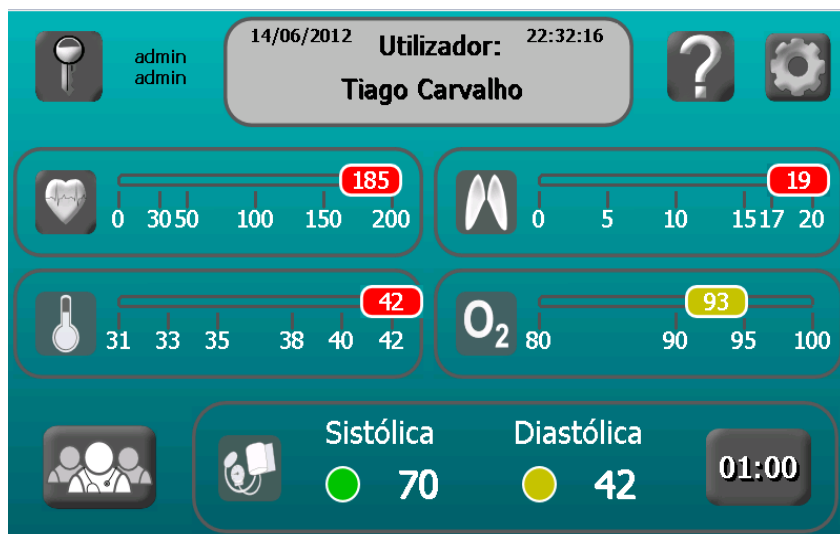 admin
admin
14/06/2012 Utilizador: 22:32:16
Tiago Carvalho
?
185
0 30 50 100 150 200
19
0 5 10 15 17 20
42
31 33 35 38 40 42
O2
93
80 90 95 100
Sistólica Diastólica
70 42
01:00